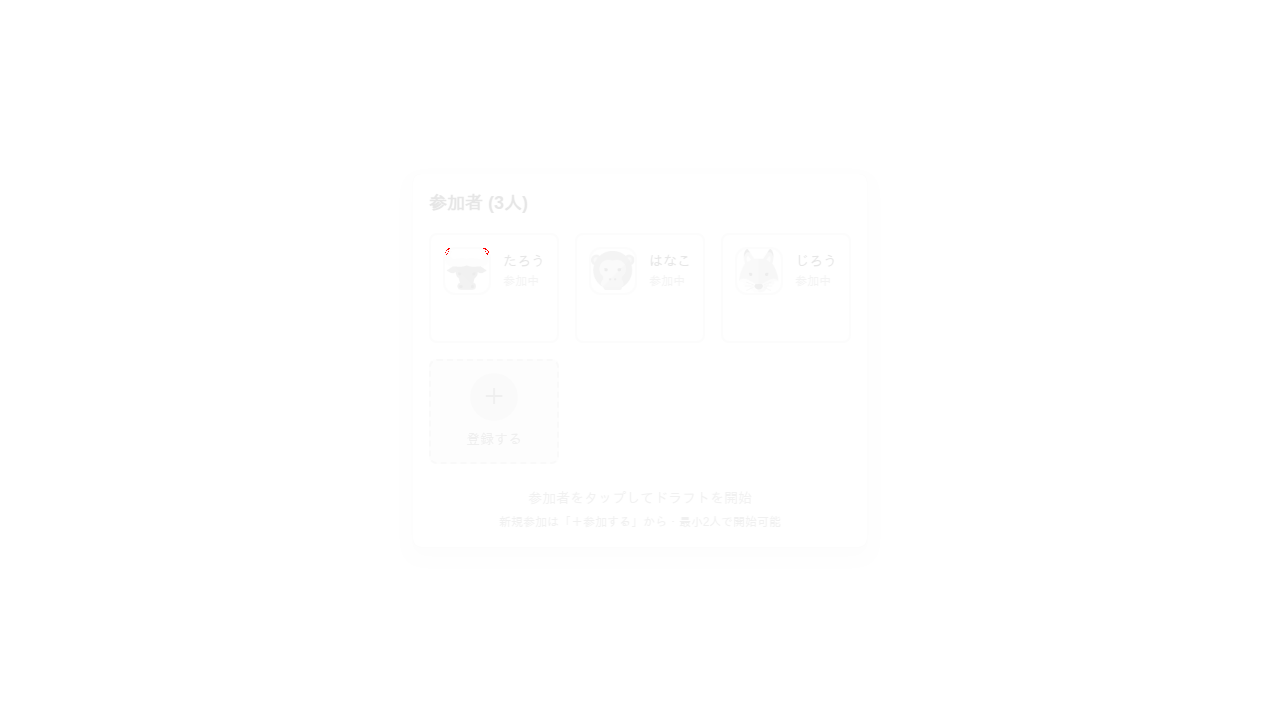 参加者 (3人)
たろう
参加中
はなこ
参加中
じろう
参加中
+
登録する
参加者をタップしてドラフトを開始
新規参加は「＋参加する」から · 最小2人で開始可能